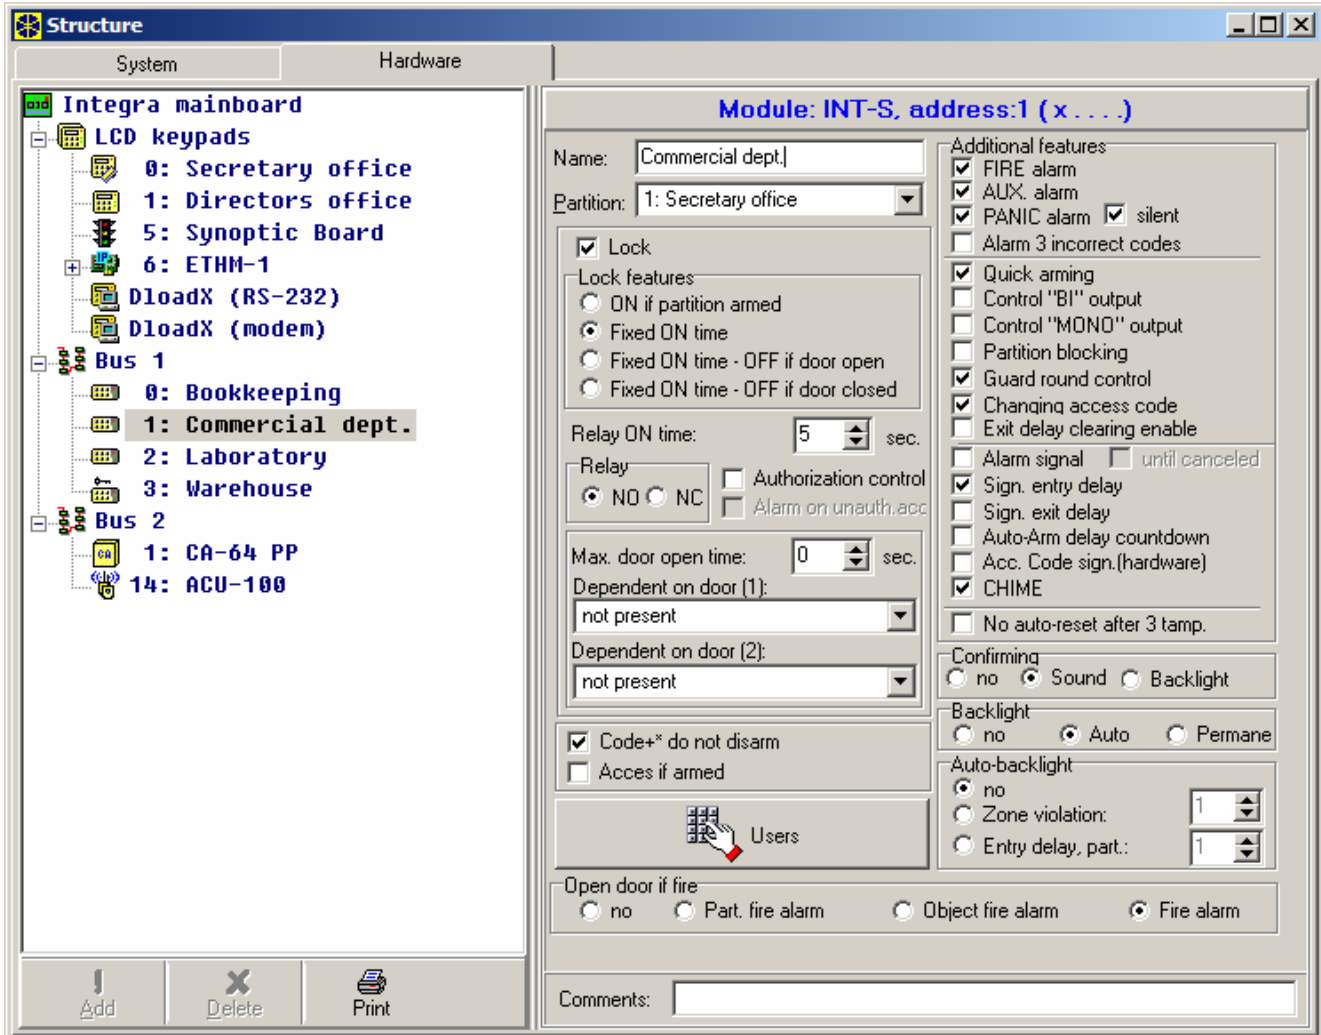 Structure
System
Hardware
Integra mainboard
LCD keypads
0: Secretary office
1: Directors office
5: Synoptic Board
6: ETHM-1
DloadX (RS-232)
DloadX (modem)
Bus 1
0: Bookkeeping
1: Commercial dept.
2: Laboratory
3: Warehouse
Bus 2
1: CA-64 PP
14: ACU-100
Add
Delete
Print
Module: INT-S, address:1 ( x . . . . )
Name: Commercial dept.
Partition: 1: Secretary office
Lock
Lock features
ON if partition armed
Fixed ON time
Fixed ON time - OFF if door open
Fixed ON time - OFF if door closed
Relay ON time: 5 sec.
Relay
NO NC
Authorization control
Alarm on unauth.acc
Max. door open time: 0 sec.
Dependent on door (1):
not present
Dependent on door (2):
not present
Code+* do not disarm
Acces if armed
Users
Additional features
FIRE alarm
AUX. alarm
PANIC alarm silent
Alarm 3 incorrect codes
Quick arming
Control "BI" output
Control "MONO" output
Partition blocking
Guard round control
Changing access code
Exit delay clearing enable
Alarm signal until canceled
Sign. entry delay
Sign. exit delay
Auto-Arm delay countdown
Acc. Code sign.(hardware)
CHIME
No auto-reset after 3 tamp.
Confirming
no Sound Backlight
Backlight
no Auto Permane
Auto-backlight
no
Zone violation: 1
Entry delay, part.: 1
Open door if fire
no Part. fire alarm Object fire alarm Fire alarm
Comments: